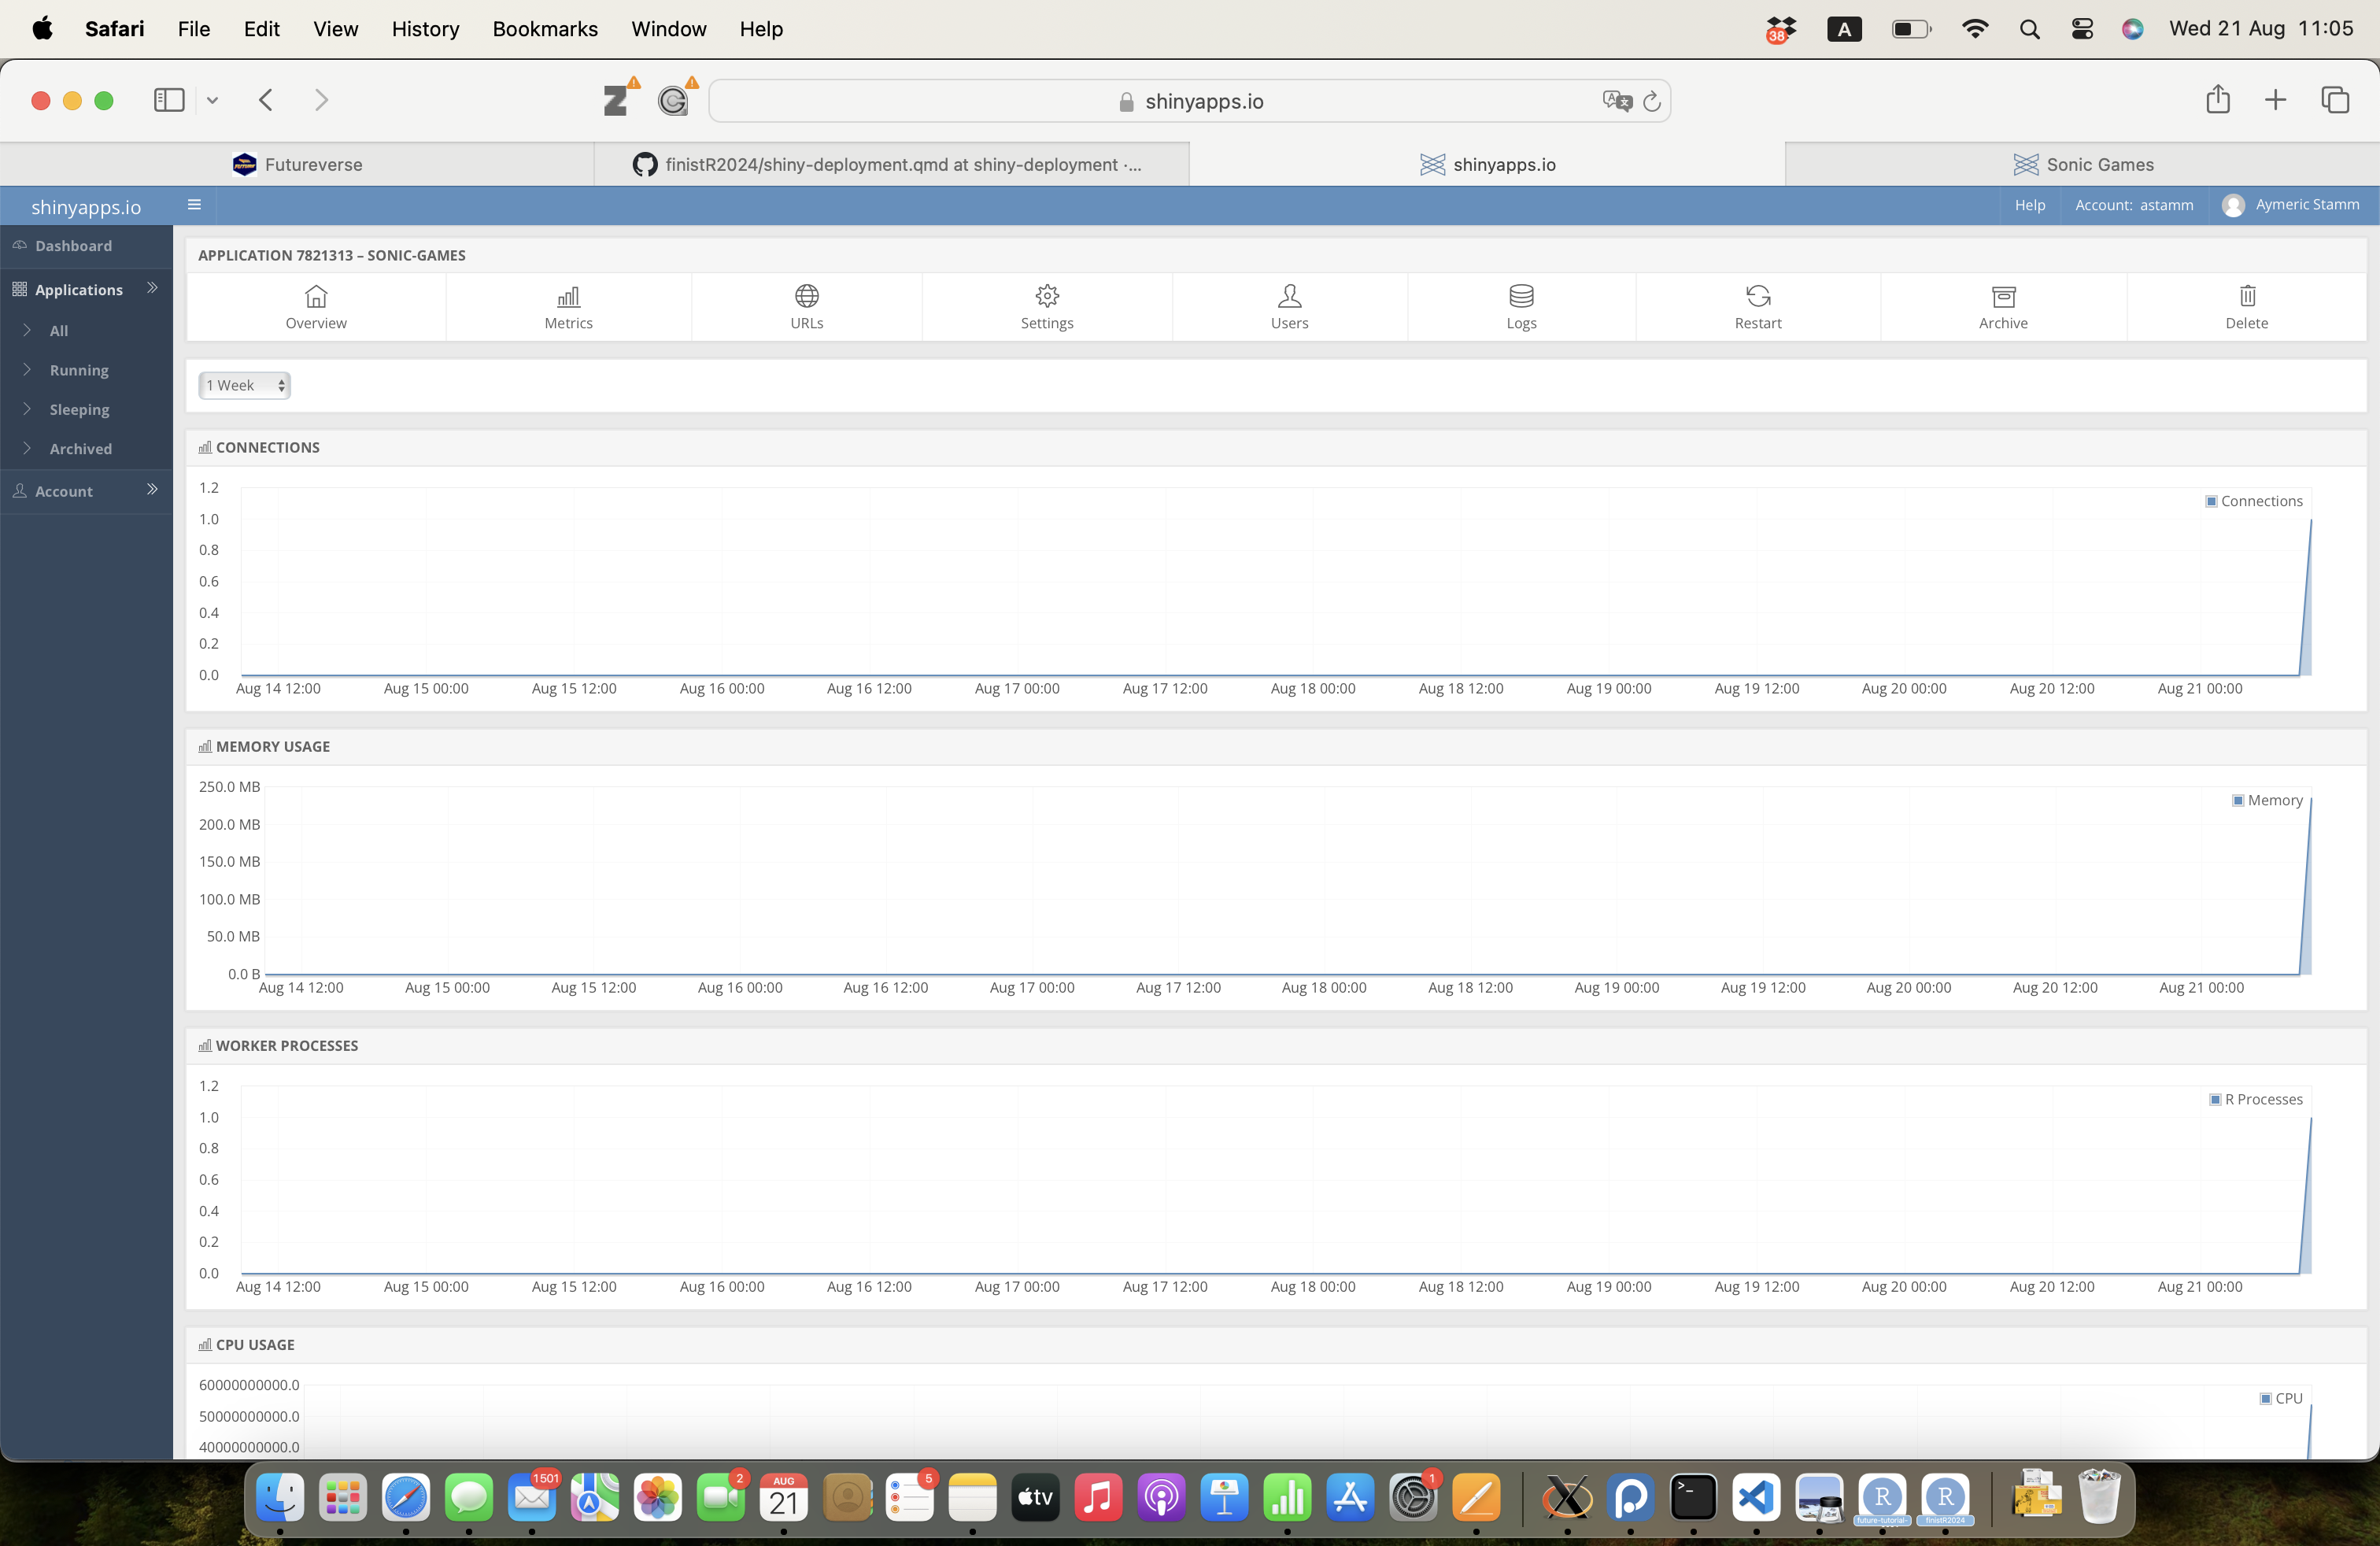 Safari File Edit View History Bookmarks Window Help 38 A Wed 21 Aug 11:05
shinyapps.io
Futureverse finistR2024/shiny-deployment.qmd at shiny-deployment ·... shinyapps.io Sonic Games
shinyapps.io Help Account: astamm Aymeric Stamm
Dashboard
Applications
All
Running
Sleeping
Archived
Account
APPLICATION 7821313 – SONIC-GAMES
Overview Metrics URLs Settings Users Logs Restart Archive Delete
1 Week
CONNECTIONS
Connections
1.2
1.0
0.8
0.6
0.4
0.2
0.0
Aug 14 12:00 Aug 15 00:00 Aug 15 12:00 Aug 16 00:00 Aug 16 12:00 Aug 17 00:00 Aug 17 12:00 Aug 18 00:00 Aug 18 12:00 Aug 19 00:00 Aug 19 12:00 Aug 20 00:00 Aug 20 12:00 Aug 21 00:00
MEMORY USAGE
Memory
250.0 MB
200.0 MB
150.0 MB
100.0 MB
50.0 MB
0.0 B
Aug 14 12:00 Aug 15 00:00 Aug 15 12:00 Aug 16 00:00 Aug 16 12:00 Aug 17 00:00 Aug 17 12:00 Aug 18 00:00 Aug 18 12:00 Aug 19 00:00 Aug 19 12:00 Aug 20 00:00 Aug 20 12:00 Aug 21 00:00
WORKER PROCESSES
R Processes
1.2
1.0
0.8
0.6
0.4
0.2
0.0
Aug 14 12:00 Aug 15 00:00 Aug 15 12:00 Aug 16 00:00 Aug 16 12:00 Aug 17 00:00 Aug 17 12:00 Aug 18 00:00 Aug 18 12:00 Aug 19 00:00 Aug 19 12:00 Aug 20 00:00 Aug 20 12:00 Aug 21 00:00
CPU USAGE
CPU
60000000000.0
50000000000.0
40000000000.0
1501 2 AUG 21 5 tv 1 >_ R R
finistR2024